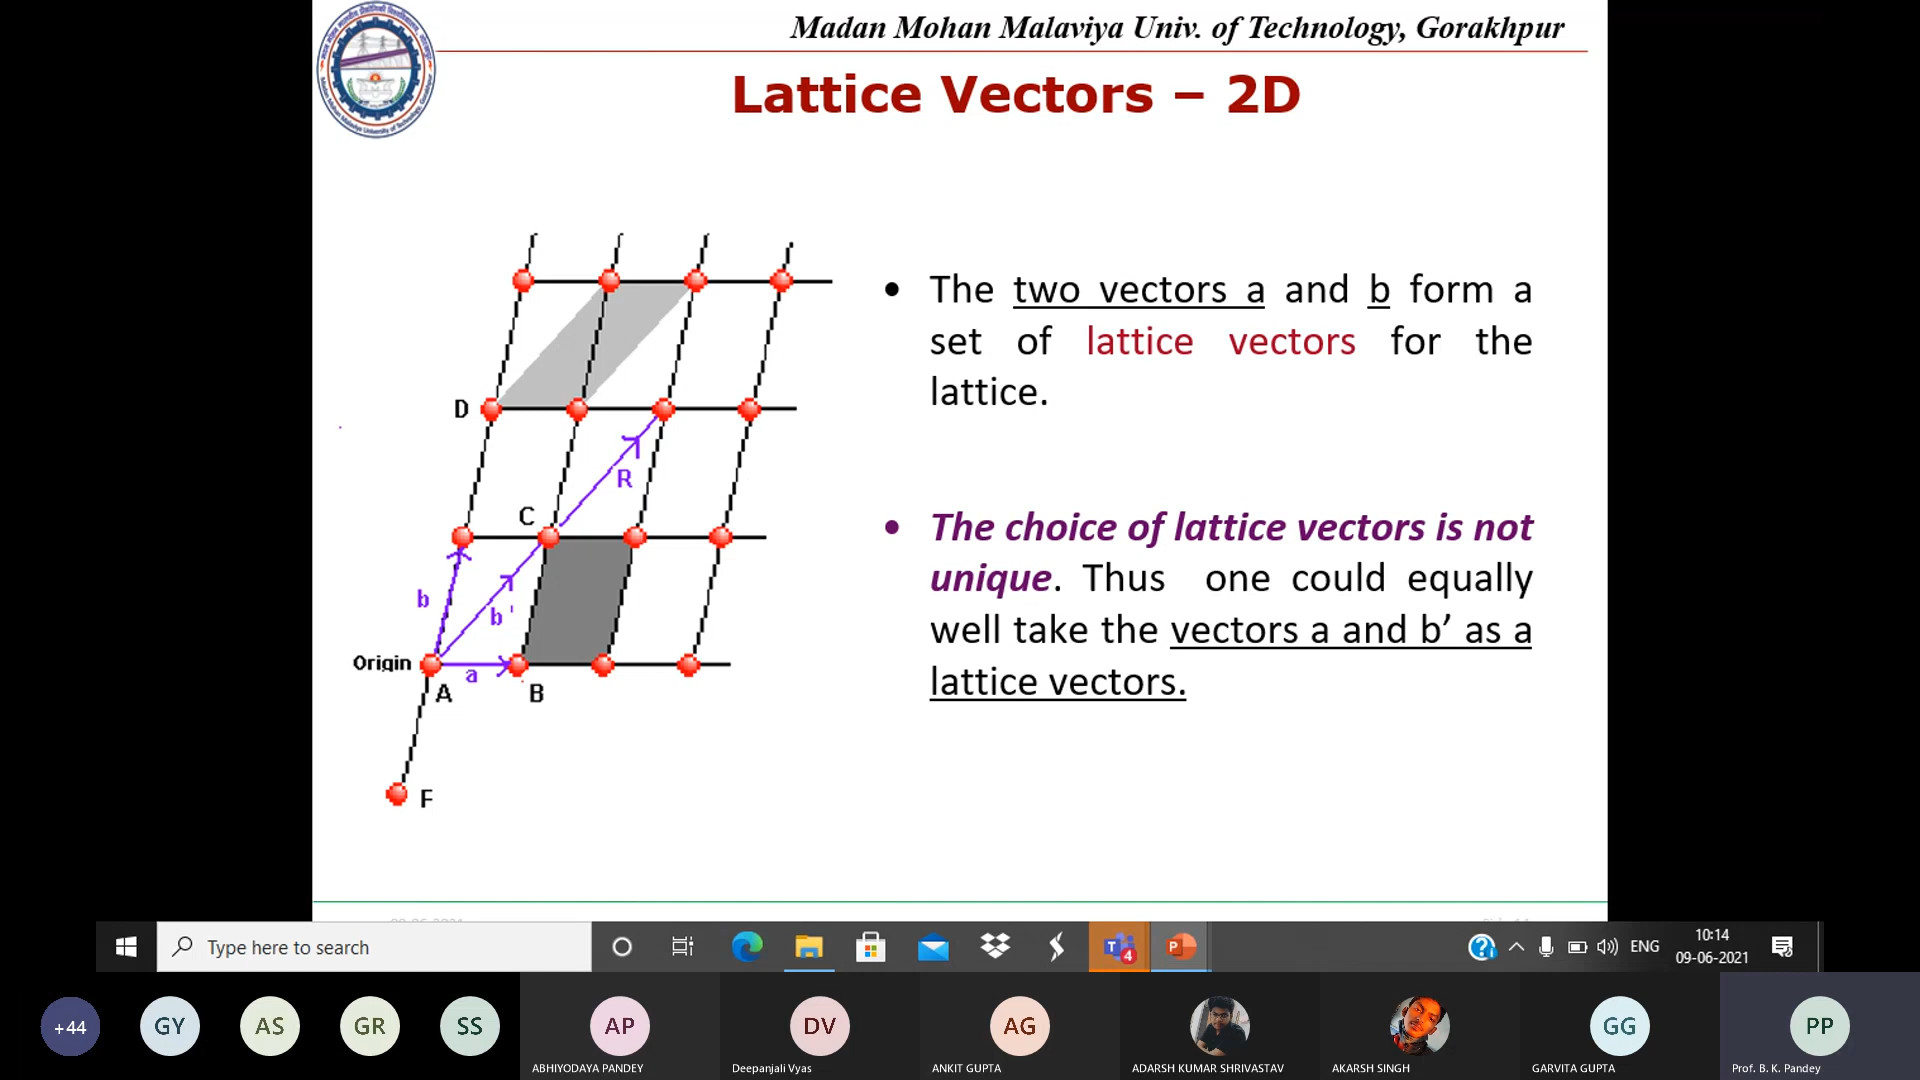 Madan Mohan Malaviya Univ. of Technology, Gorakhpur
Lattice Vectors – 2D
• The two vectors a and b form a
set of lattice vectors for the
lattice.
• The choice of lattice vectors is not
unique. Thus one could equally
well take the vectors a and b’ as a
lattice vectors.
D
R
C
b
b'
Origin
a
A
B
F
Type here to search
T
4
P
ENG
10:14
09-06-2021
+44
GY
AS
GR
SS
AP
DV
AG
GG
PP
ABHIYODAYA PANDEY
Deepanjali Vyas
ANKIT GUPTA
ADARSH KUMAR SHRIVASTAV
AKARSH SINGH
GARVITA GUPTA
Prof. B. K. Pandey